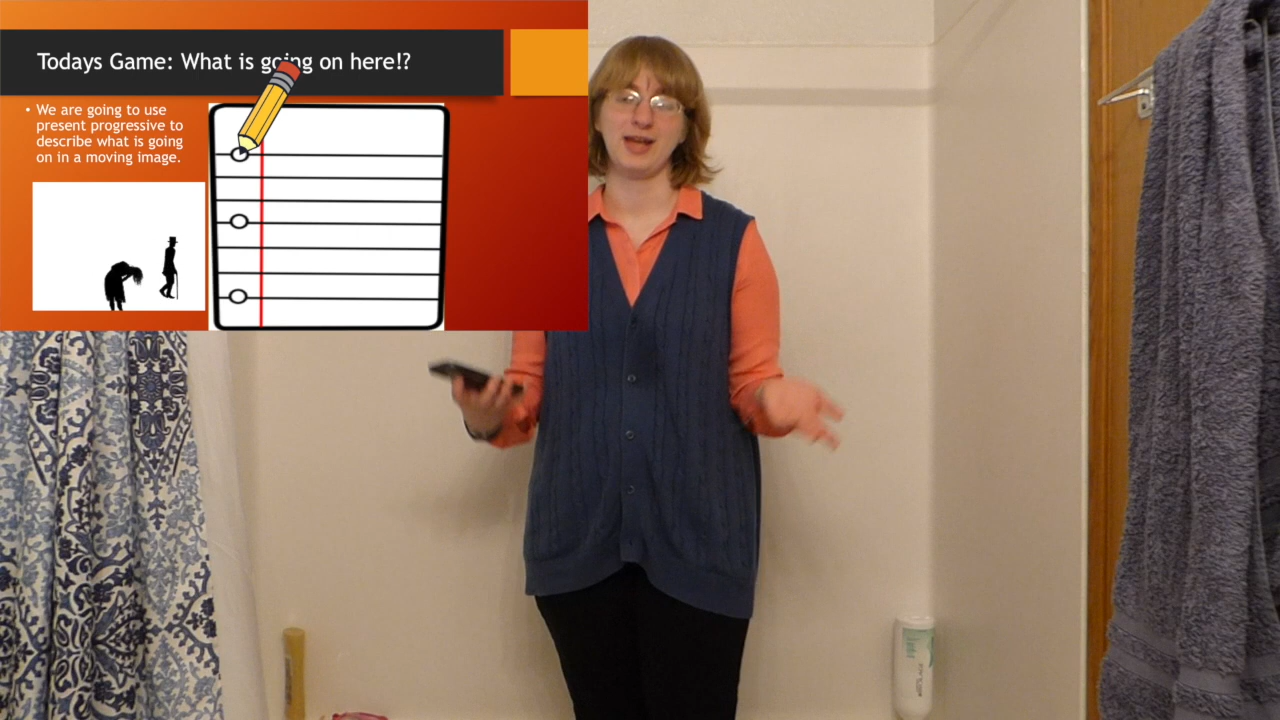 Todays Game: What is going on here!?
• We are going to use
present progressive to
describe what is going
on in a moving image.